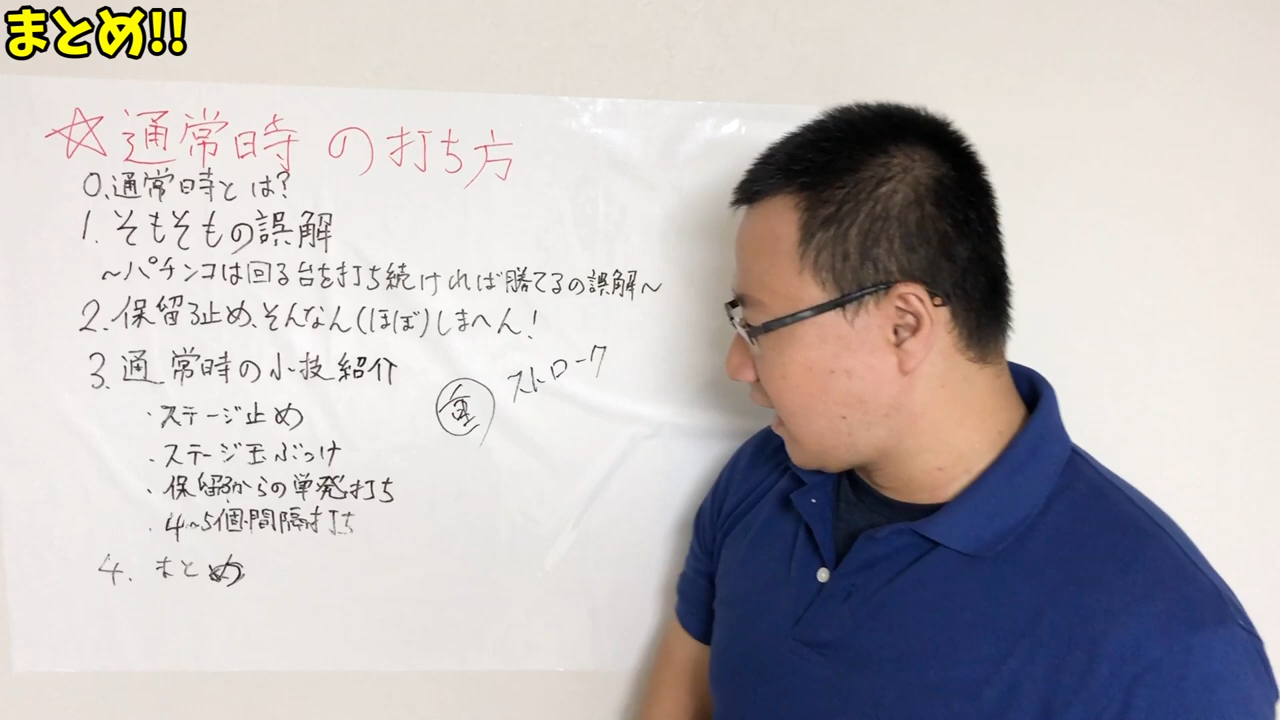 まとめ!!
☆通常時の打ち方
0.通常時とは?
1.そもそもの誤解
~パチンコは回る台を打ち続ければ勝てるの誤解~
2.保留3止め、そんなん(ほぼ)しまへん!
3.通常時の小技紹介
・ステージ止め
・ステージ玉ぶつけ
・保留3からの単発打ち
・4~5個間隔打ち
4.まとめ
重
ストローク